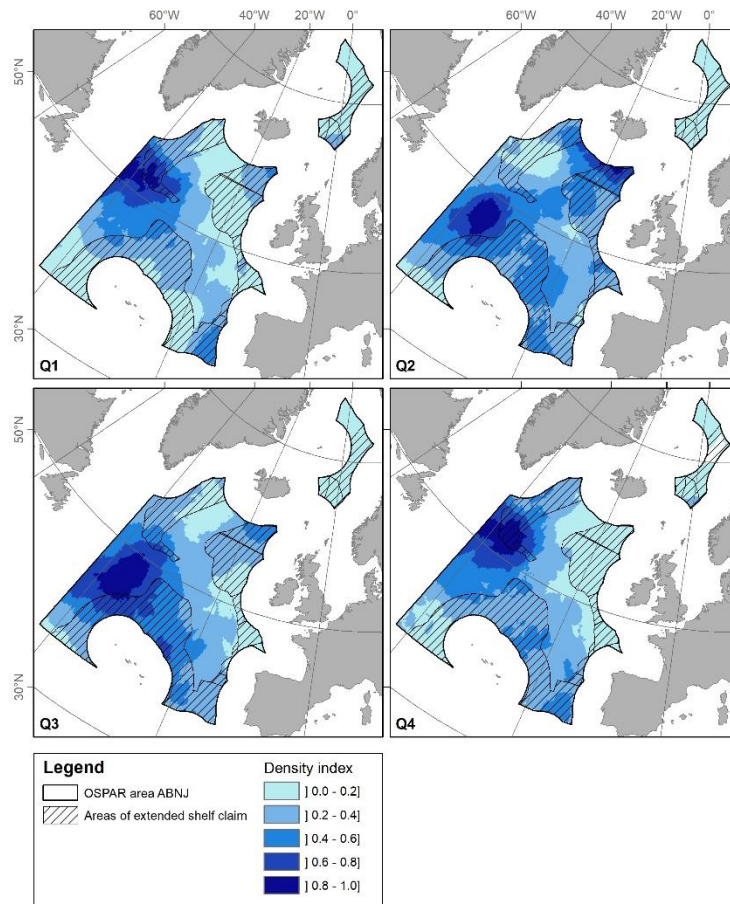 60°W 40°W 20°W 0°
60°W 40°W 20°W 0°
50°N
30°N
Q1
Q2
50°N
30°N
Q3
Q4
Legend
OSPAR area ABNJ
Areas of extended shelf claim
Density index
] 0.0 - 0.2]
] 0.2 - 0.4]
] 0.4 - 0.6]
] 0.6 - 0.8]
] 0.8 - 1.0]